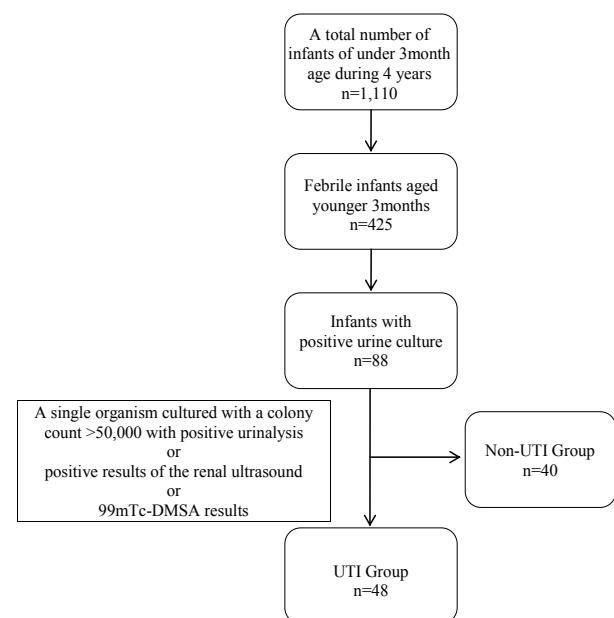 A total number of
infants of under 3month
age during 4 years
n=1,110
Febrile infants aged
younger 3months
n=425
Infants with
positive urine culture
n=88
A single organism cultured with a colony
count >50,000 with positive urinalysis
or
positive results of the renal ultrasound
or
99mTc-DMSA results
Non-UTI Group
n=40
UTI Group
n=48